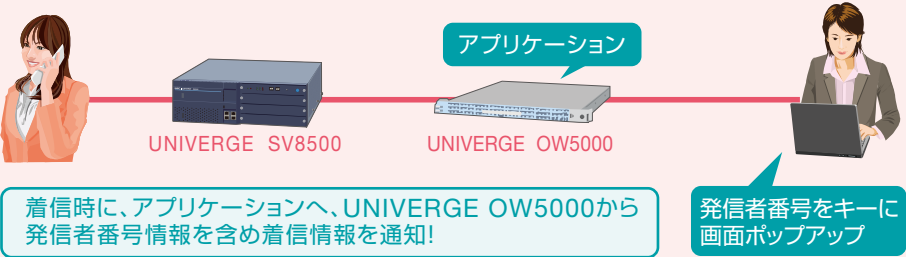 アプリケーション
UNIVERGE SV8500
UNIVERGE OW5000
着信時に、アプリケーションへ、UNIVERGE OW5000から
発信者番号情報を含め着信情報を通知!
発信者番号をキーに
画面ポップアップ